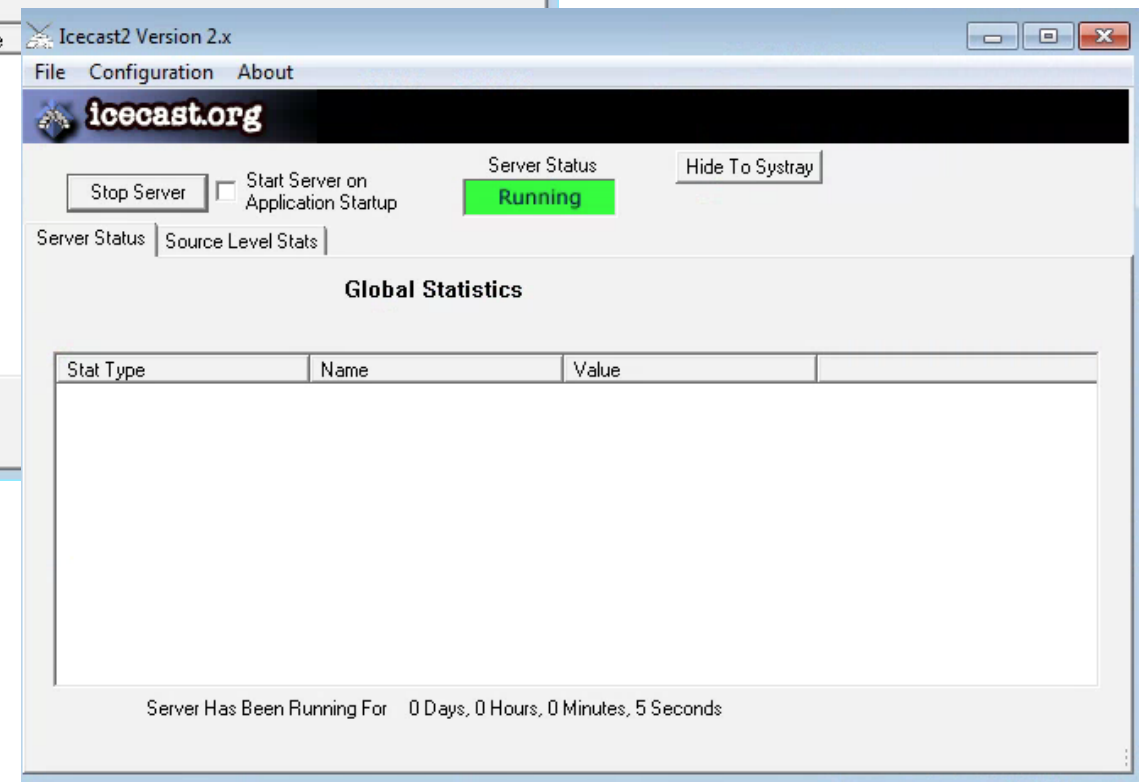 e
Icecast2 Version 2.x
File Configuration About
icecast.org
Stop Server
Start Server on
Application Startup
Server Status
Running
Hide To Systray
Server Status Source Level Stats
Global Statistics
Stat Type Name Value
Server Has Been Running For 0 Days, 0 Hours, 0 Minutes, 5 Seconds